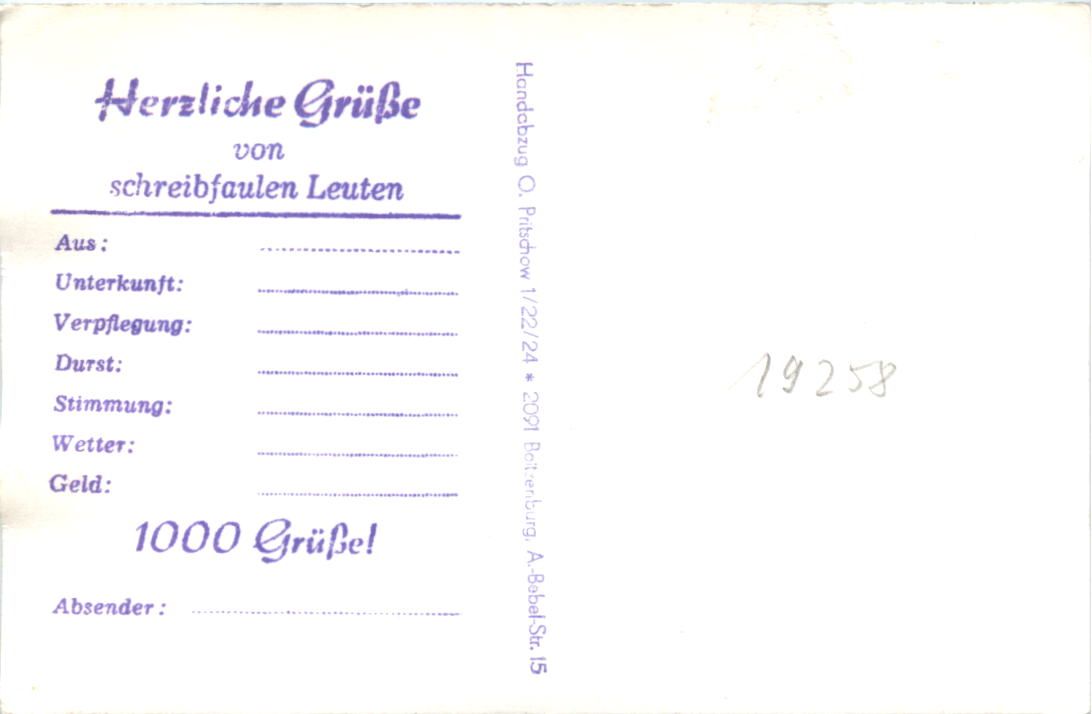 Herzliche Grüße
von
schreibfaulen Leuten
Aus:
Unterkunft:
Verpflegung:
Durst:
Stimmung:
Wetter:
Geld:
1000 Grüße!
Absender:
Handabzug O. Pritschow 1/22/24 * 2091 Boitzenburg, A.-Bebel-Str. 15
19258